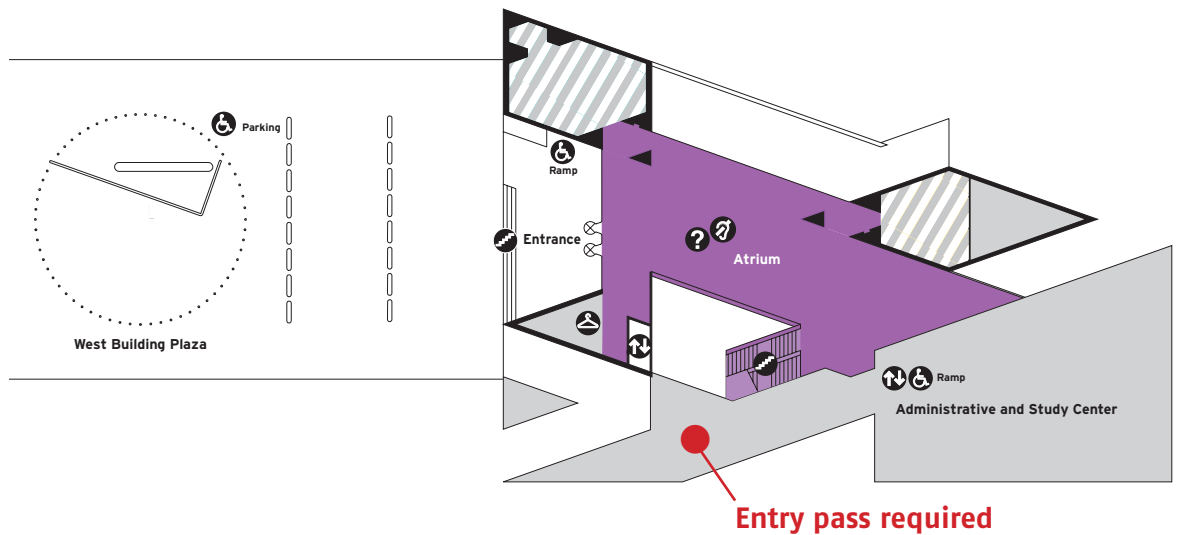 Parking
Ramp
Entrance
?
Atrium
West Building Plaza
Ramp
Administrative and Study Center
Entry pass required